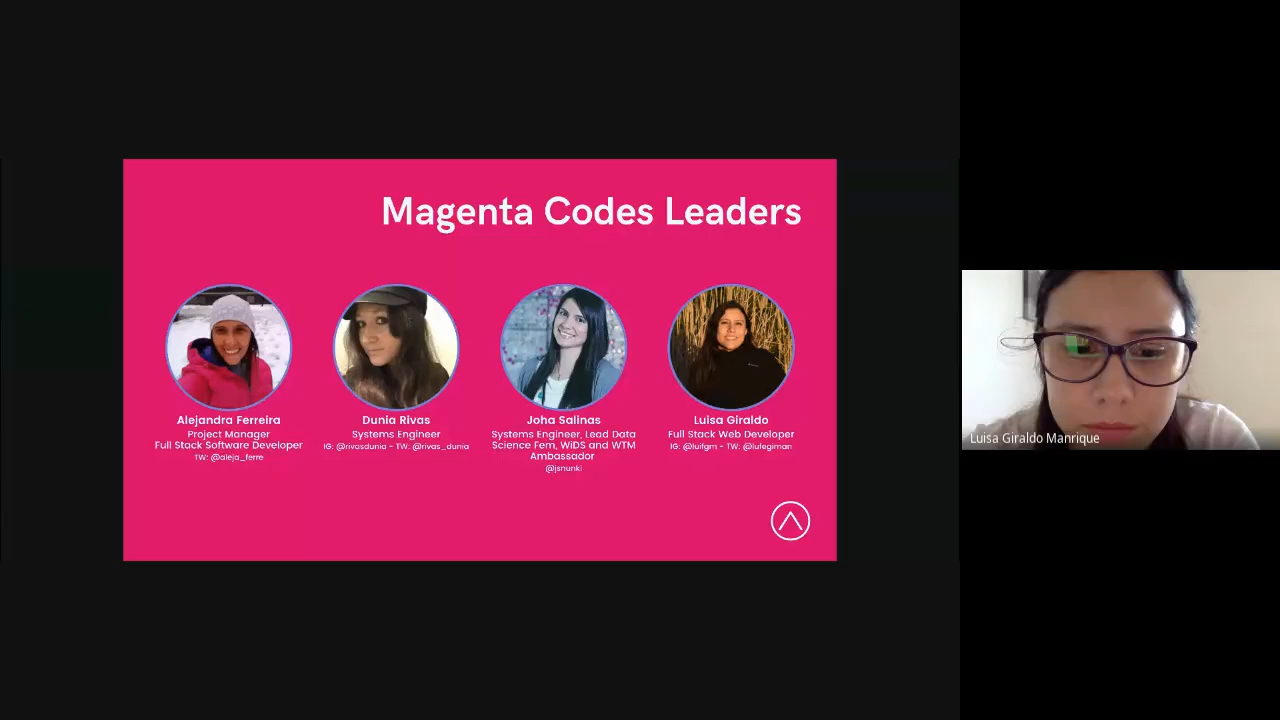 Magenta Codes Leaders
Alejandra Ferreira
Project Manager
Full Stack Software Developer
TW: @aleja_ferre
Dunia Rivas
Systems Engineer
IG: @rivasdunia - TW: @rivas_dunia
Joha Salinas
Systems Engineer, Lead Data
Science Fem, WiDS and WTM
Ambassador
@jsnunki
Luisa Giraldo
Full Stack Web Developer
IG: @luifgm - TW: @lufegiman
Luisa Giraldo Manrique